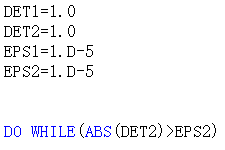 DET1=1.0
DET2=1.0
EPS1=1.D-5
EPS2=1.D-5
DO WHILE(ABS(DET2)>EPS2)